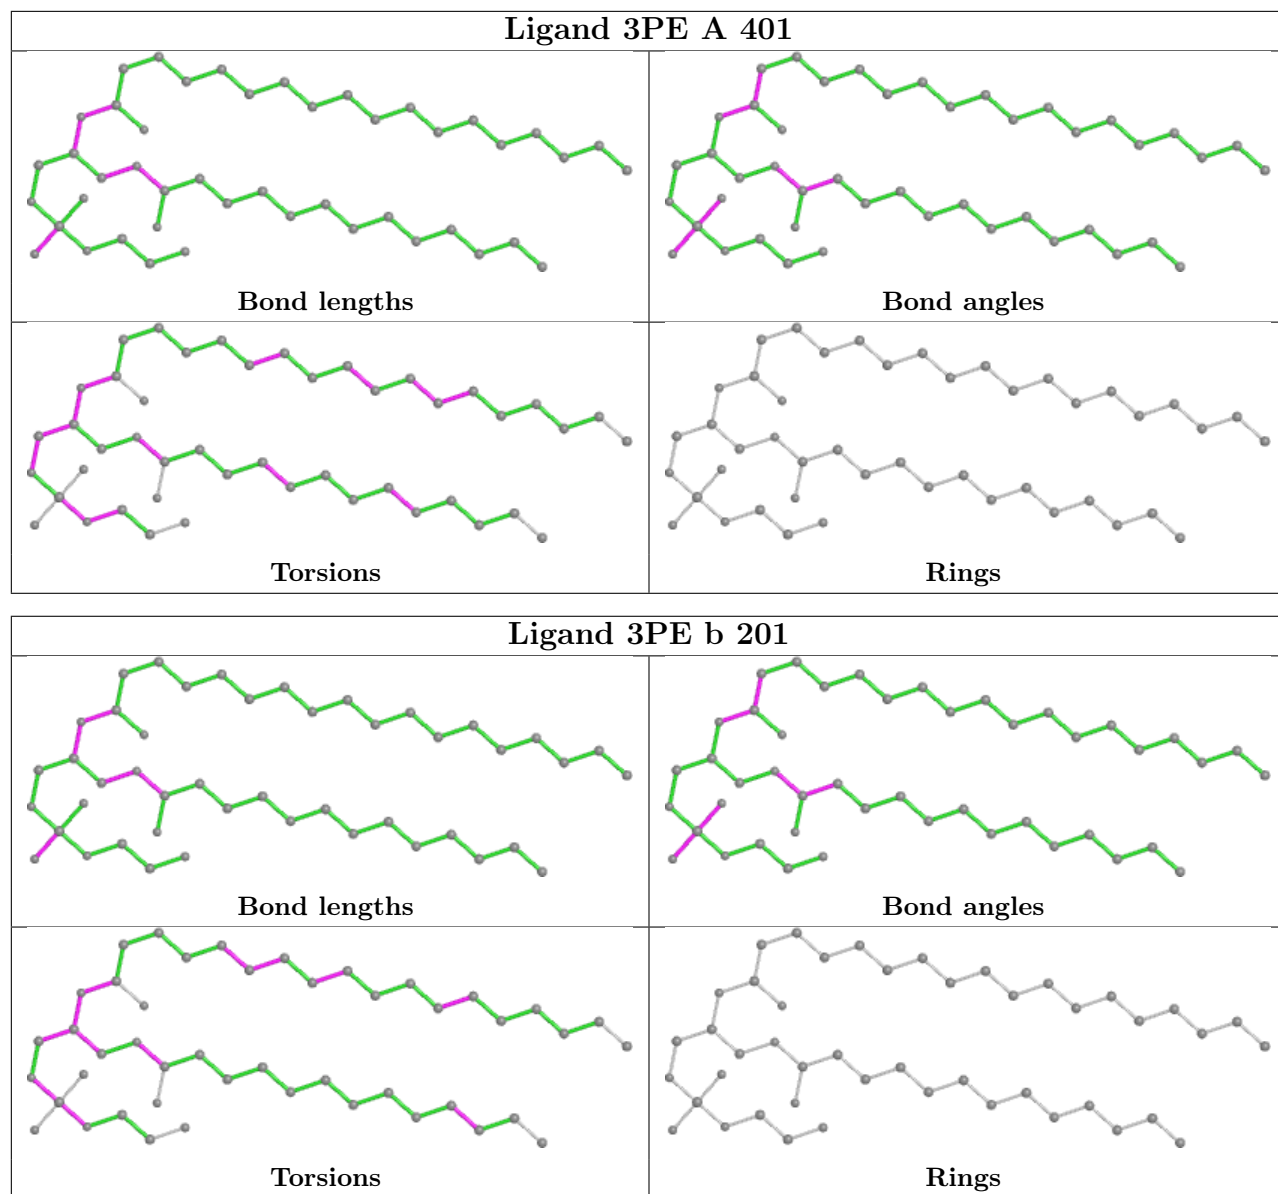 Ligand 3PE A 401
Bond lengths
Bond angles
Torsions
Rings
Ligand 3PE b 201
Bond lengths
Bond angles
Torsions
Rings